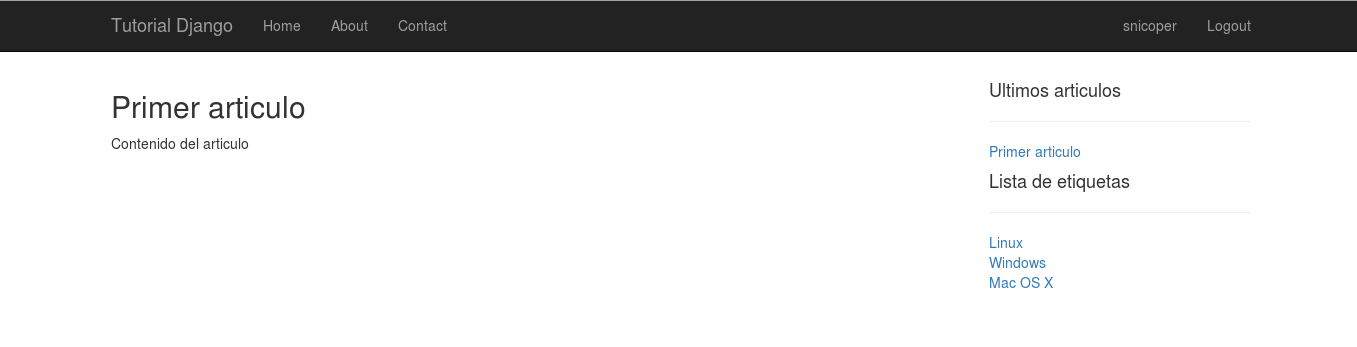 Tutorial Django Home About Contact snicoper Logout
Primer articulo
Contenido del articulo
Ultimos articulos
Primer articulo
Lista de etiquetas
Linux
Windows
Mac OS X